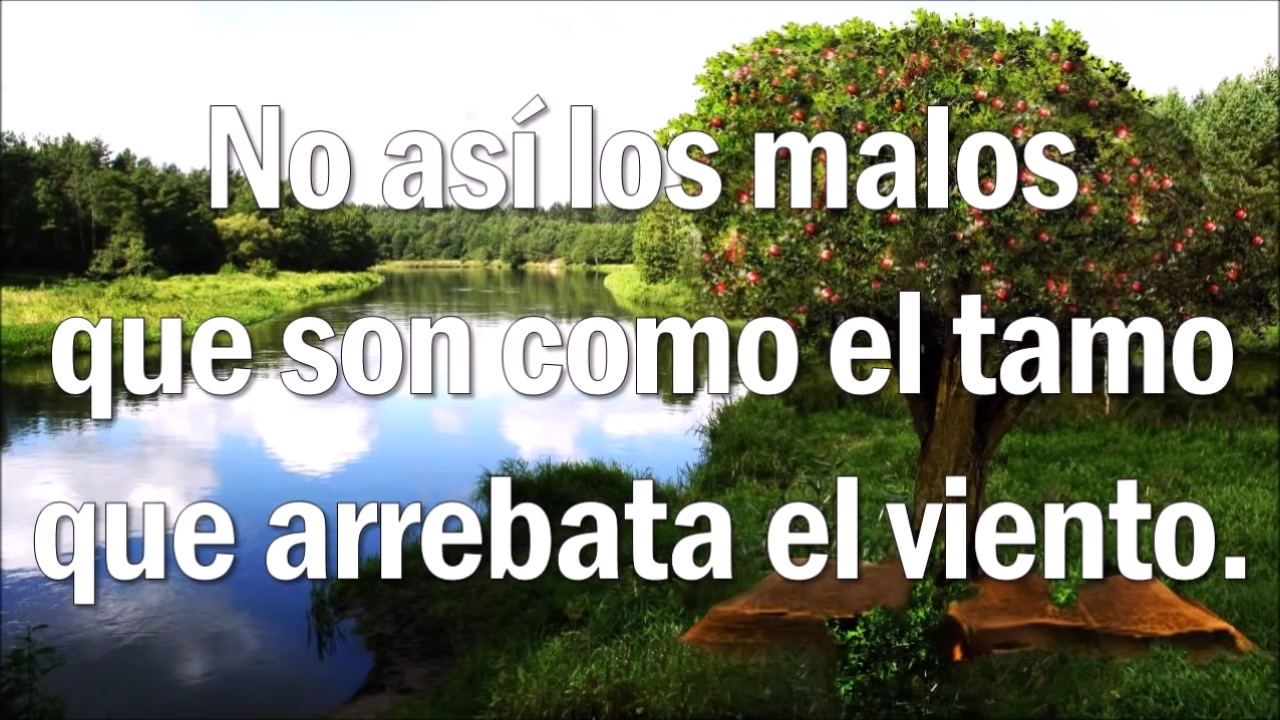 No así los malos
que son como el tamo
que arrebata el viento.